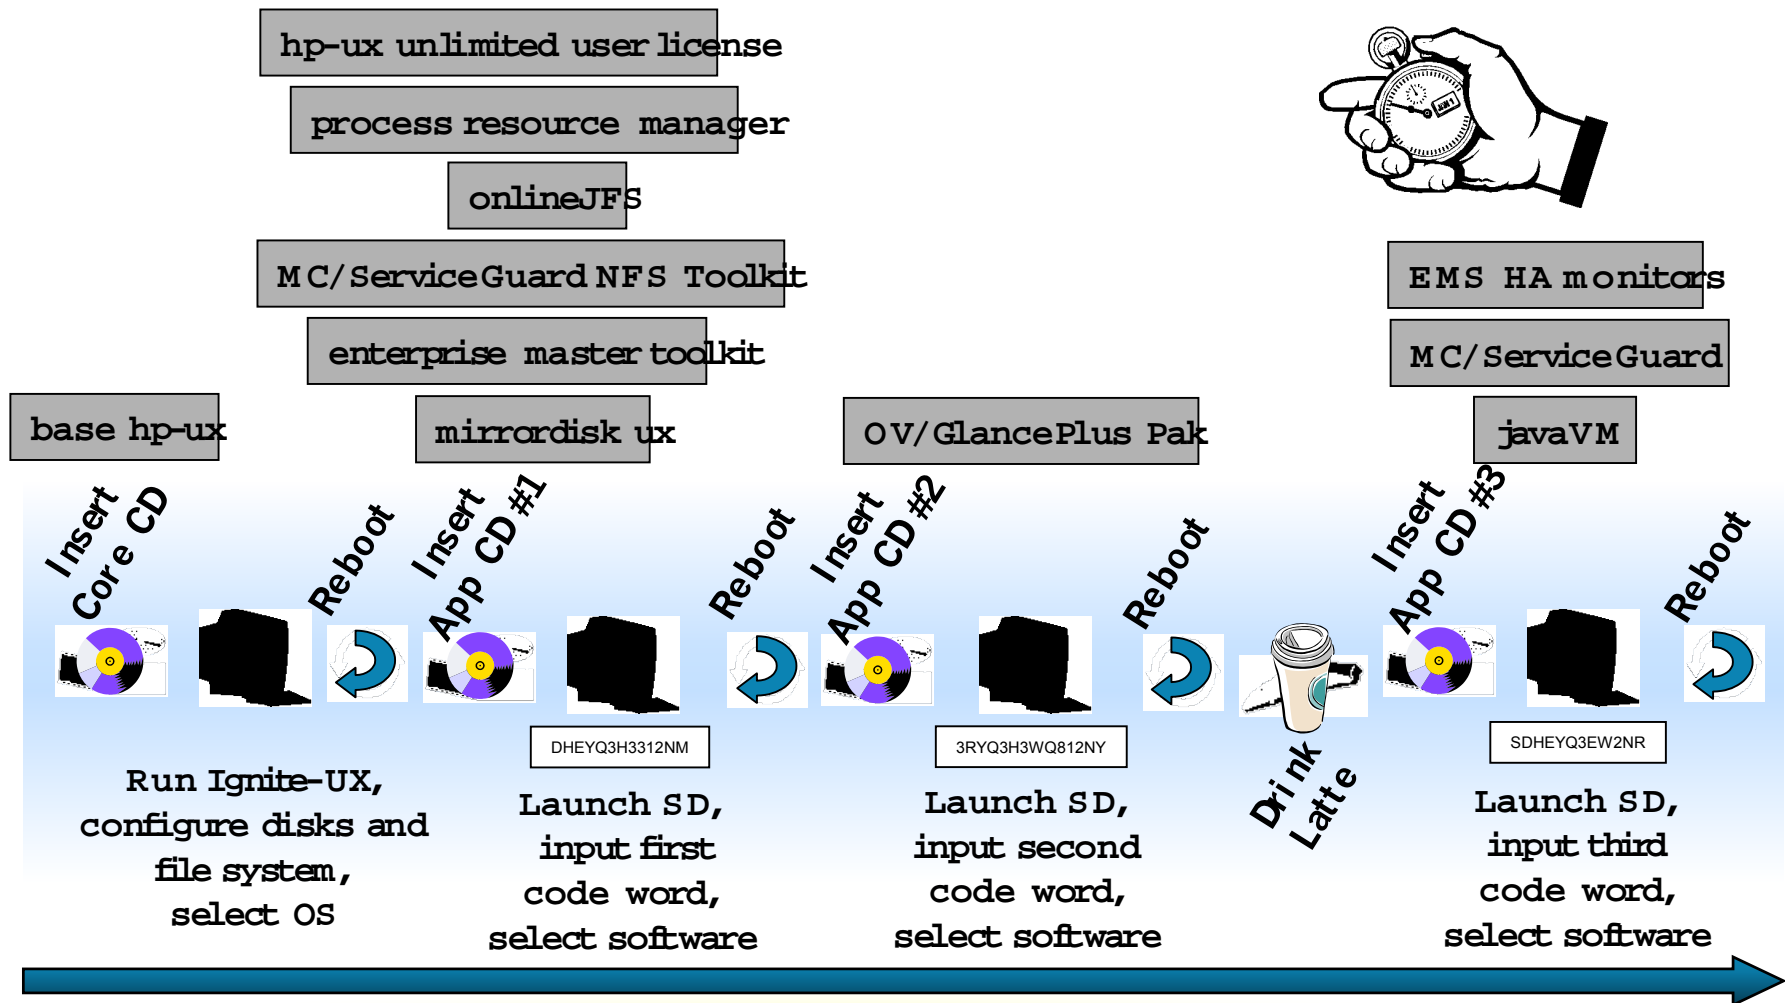 hp-ux unlimited user license
process resource manager
onlineJFS
MC/ServiceGuard NFS Toolkit
enterprise master toolkit
mirrordisk ux
base hp-ux
OV/GlancePlus Pak
EMS HA monitors
MC/ServiceGuard
javaVM
Insert
Core CD
Reboot
Insert
App CD #1
Reboot
Insert
App CD #2
Reboot
Drink
Latte
Insert
App CD #3
Reboot
Run Ignite-UX,
configure disks and
file system,
select OS
DHEYQ3H3312NM
Launch SD,
input first
code word,
select software
3RYQ3H3WQ812NY
Launch SD,
input second
code word,
select software
SDHEYQ3EW2NR
Launch SD,
input third
code word,
select software